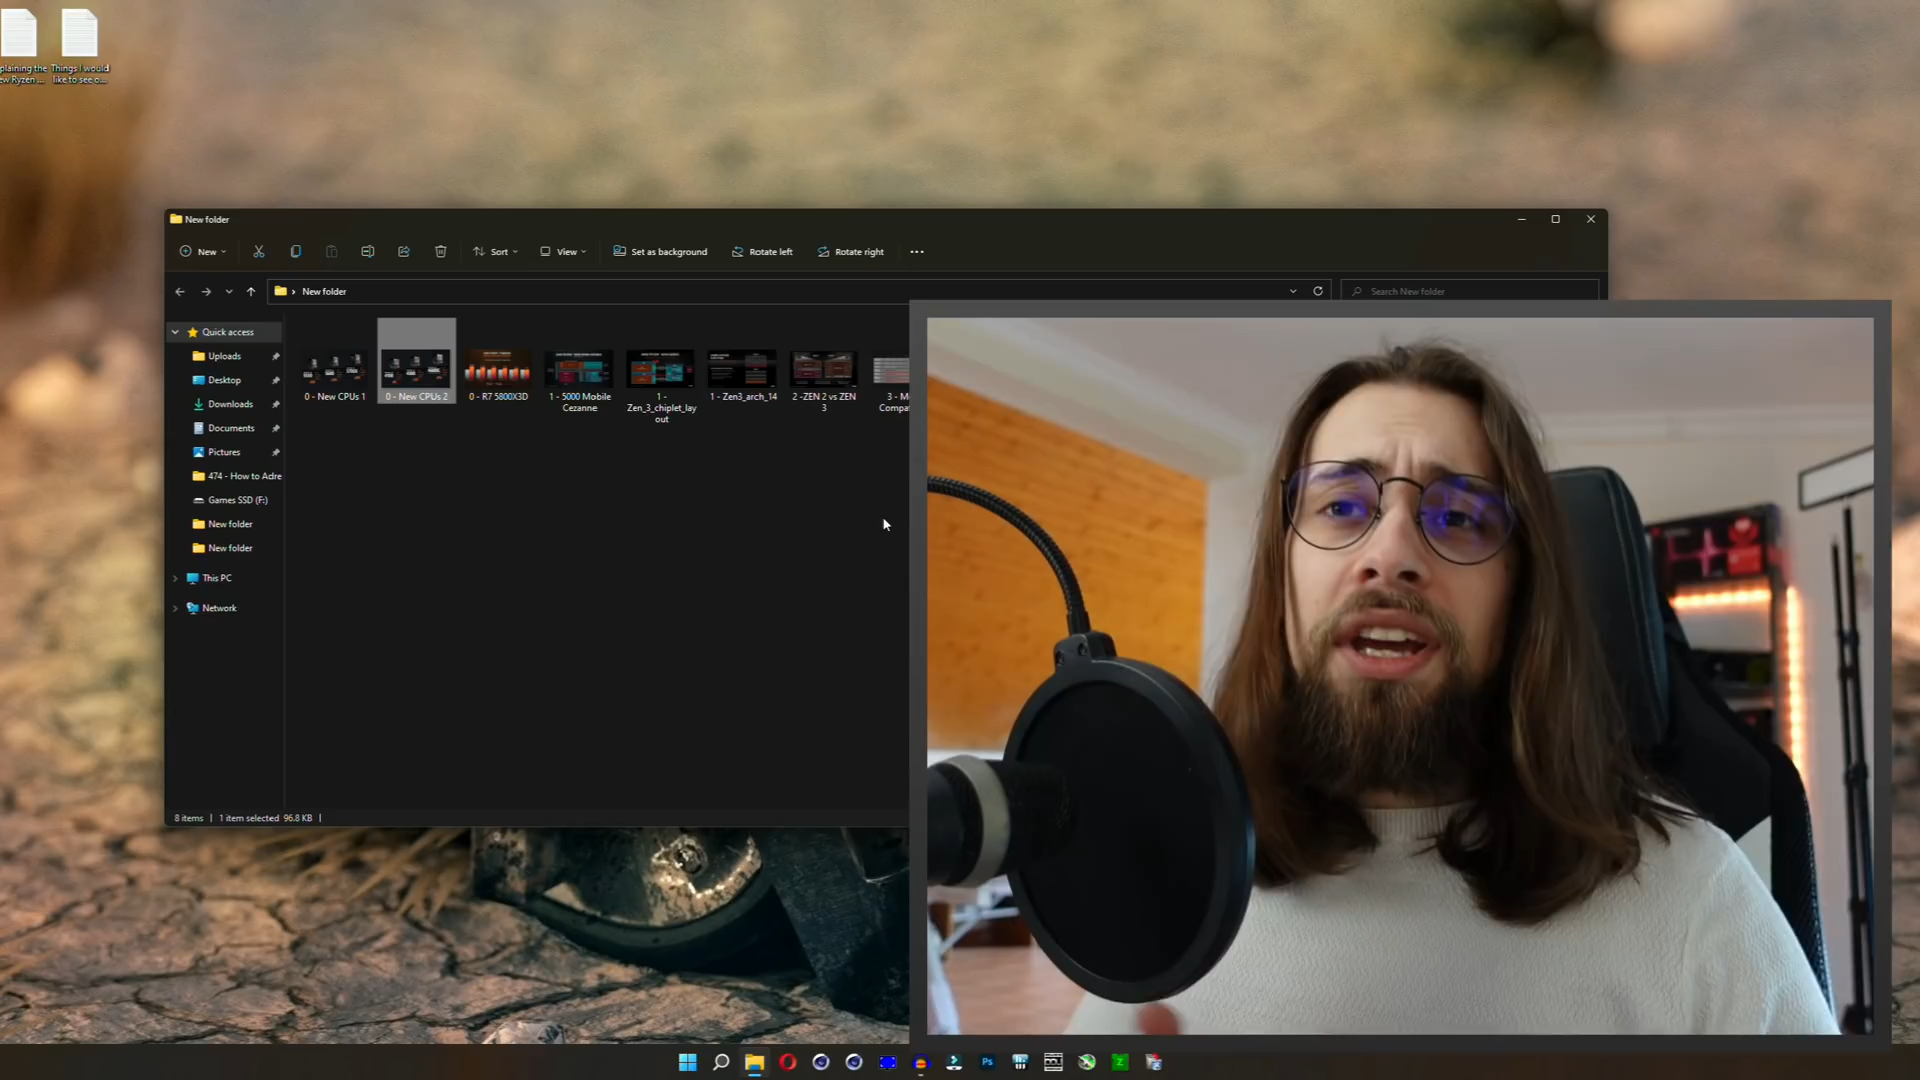 plaining the
ew Ryzen ...
Things I would
like to see o...
New folder
New
Sort
View
Set as background
Rotate left
Rotate right
New folder
Search New folder
Quick access
Uploads
Desktop
Downloads
Documents
Pictures
474 - How to Adre
Games SSD (F:)
New folder
New folder
This PC
Network
0 - New CPUs 1
0 - New CPUs 2
0 - R7 5800X3D
1 - 5000 Mobile
Cezanne
1 -
Zen_3_chiplet_lay
out
1 - Zen3_arch_14
2 -ZEN 2 vs ZEN
3
3 - M
Compat
8 items
1 item selected 96.8 KB
Ps